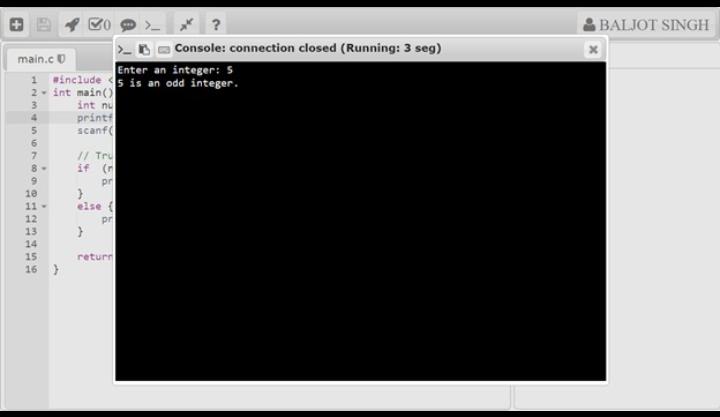 0 >_ ? BALJOT SINGH
>_ Console: connection closed (Running: 3 seg)
main.c
Enter an integer: 5
5 is an odd integer.
1 #include <
2 int main()
3 int nu
4 printf
5 scanf(
6
7 // Tru
8 if (n
9 pr
10 }
11 else {
12 pr
13 }
14
15 return
16 }